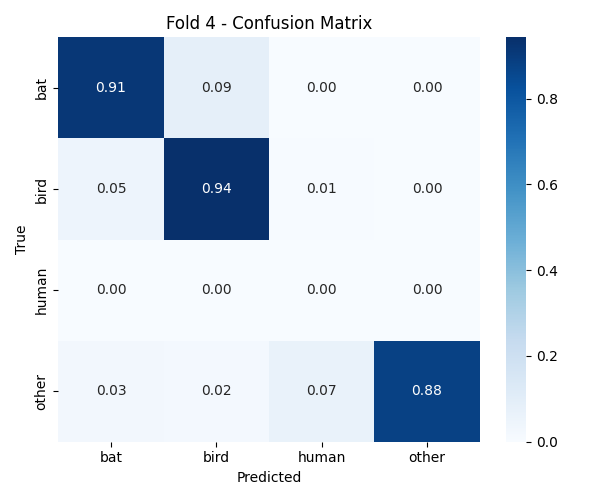 Fold 4 - Confusion Matrix
bat 0.91 0.09 0.00 0.00
bird 0.05 0.94 0.01 0.00
human 0.00 0.00 0.00 0.00
other 0.03 0.02 0.07 0.88
True
bat bird human other
Predicted
0.8
0.6
0.4
0.2
0.0